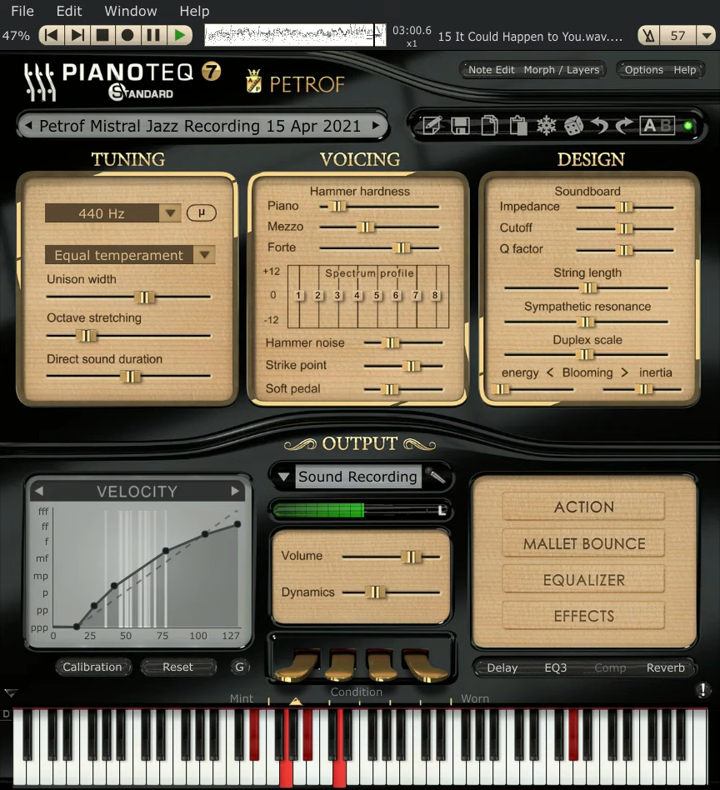 File Edit Window Help
47% 03:00.6 x1 15 It Could Happen to You.wav.... 57
PIANOTEQ 7
STANDARD
PETROF
Note Edit Morph / Layers Options Help
Petrof Mistral Jazz Recording 15 Apr 2021
A B
TUNING
440 Hz
µ
Equal temperament
Unison width
Octave stretching
Direct sound duration
VOICING
Hammer hardness
Piano
Mezzo
Forte
Spectrum profile
+12
0
-12
1 2 3 4 5 6 7 8
Hammer noise
Strike point
Soft pedal
DESIGN
Soundboard
Impedance
Cutoff
Q factor
String length
Sympathetic resonance
Duplex scale
energy < Blooming > inertia
OUTPUT
Sound Recording
L
Volume
Dynamics
VELOCITY
fff
ff
f
mf
mp
p
pp
ppp
0 25 50 75 100 127
Calibration Reset G
ACTION
MALLET BOUNCE
EQUALIZER
EFFECTS
Delay EQ3 Comp Reverb
Mint Condition Worn
!
D